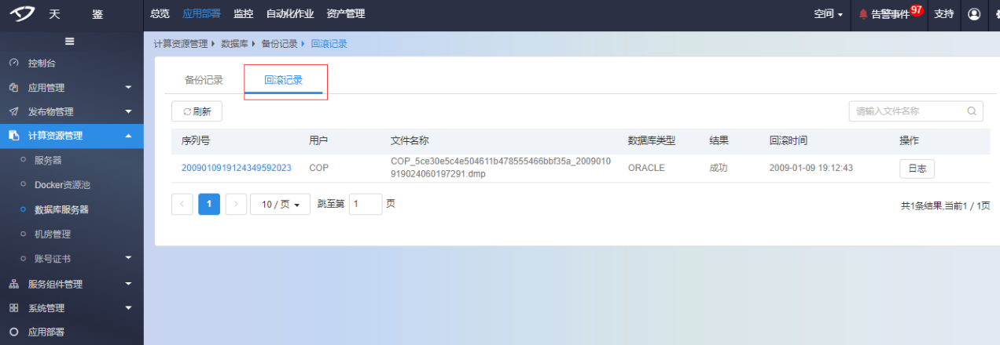 天 鉴
总览 应用部署 监控 自动化作业 资产管理 空间 告警事件 97 支持
控制台
应用管理
发布物管理
计算资源管理
服务器
Docker资源池
数据库服务器
机房管理
账号证书
服务组件管理
系统管理
应用部署
计算资源管理 数据库 备份记录 回滚记录
备份记录 回滚记录
刷新 请输入文件名称
序列号 用户 文件名称 数据库类型 结果 回滚时间 操作
2009010919124349592023 COP COP_5ce30e5c4e504611b478555466bbf35a_2009010 ORACLE 成功 2009-01-09 19:12:43 日志
919024060197291.dmp
< 1 > 10 / 页 跳至第 1 页
共1条结果,当前1 / 1页